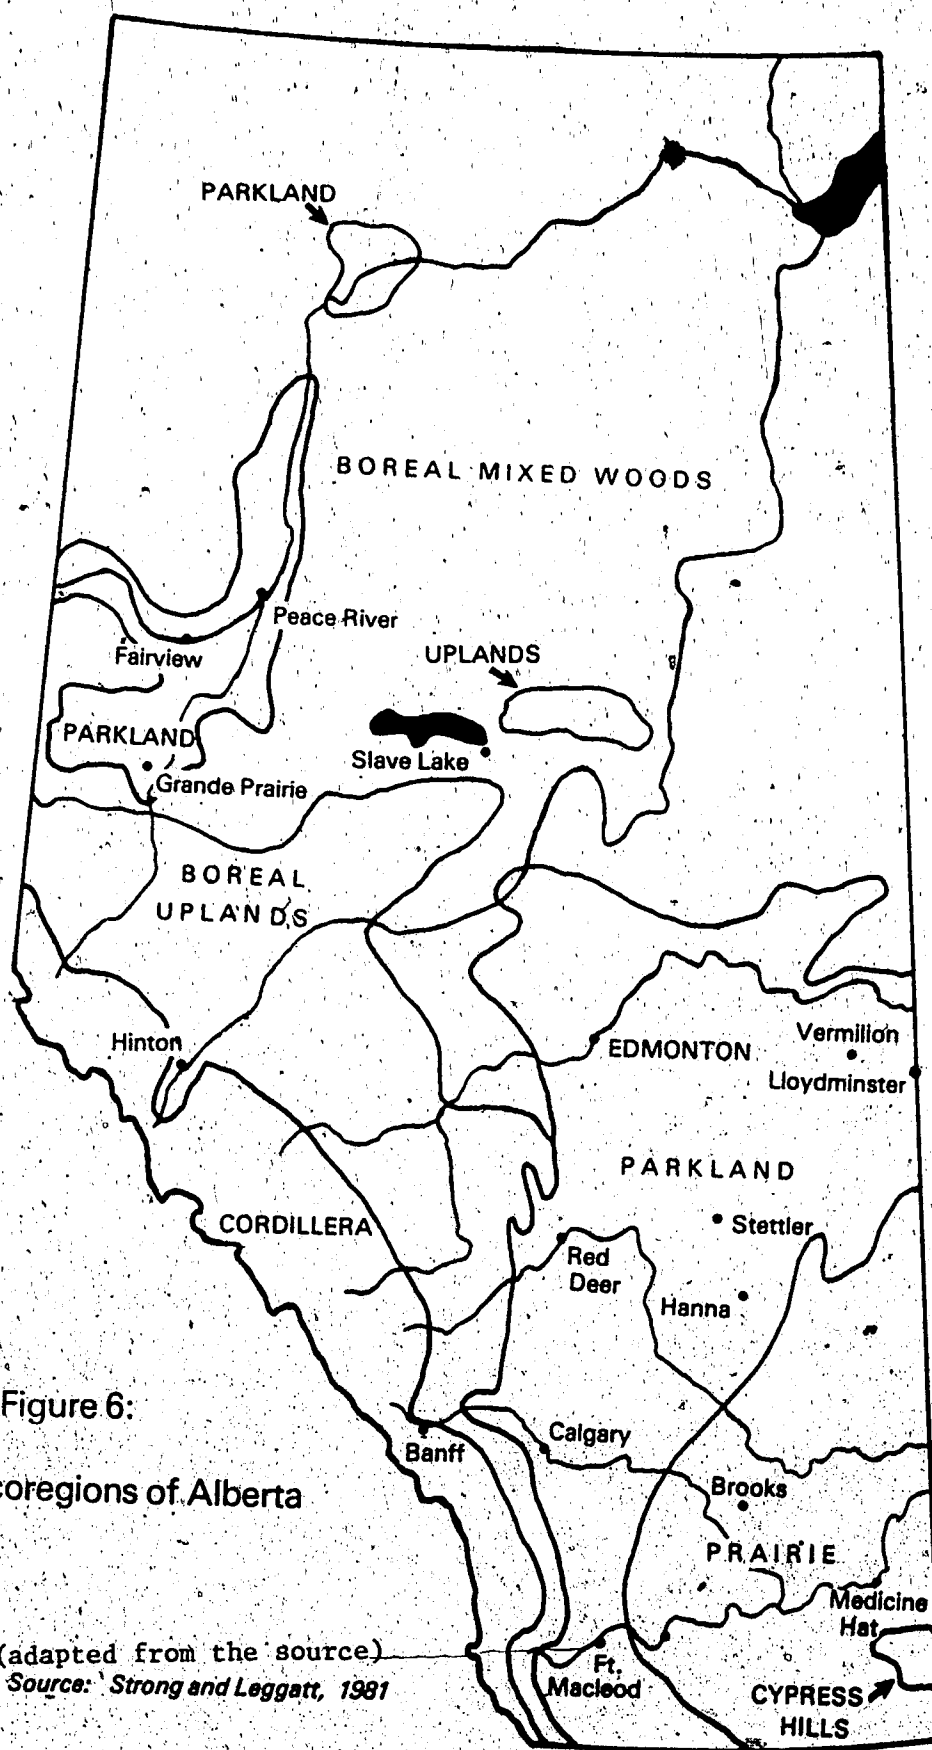 PARKLAND
BOREAL MIXED WOODS
Peace River
Fairview
UPLANDS
PARKLAND
Slave Lake
Grande Prairie
BOREAL
UPLANDS
Hinton
EDMONTON
Vermilion
Lloydminster
PARKLAND
CORDILLERA
Stettler
Red
Deer
Hanna
Figure 6:
Calgary
Banff
coregions of Alberta
Brooks
PRAIRIE
Medicine
Hat
(adapted from the source)
Ft.
Macleod
Source: Strong and Leggatt, 1981
CYPRESS
HILLS